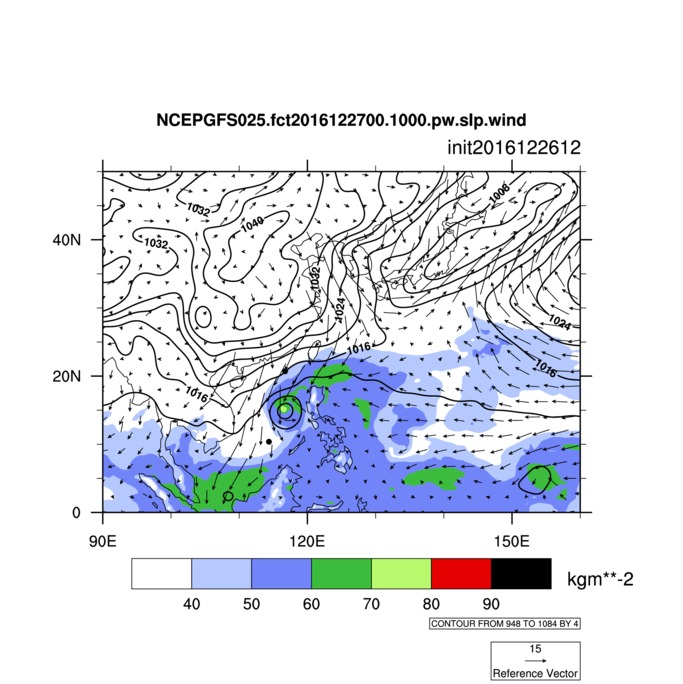 NCEPGFS025.fct2016122700.1000.pw.slp.wind
init2016122612
1008
1032
1040
40N
1032
1032
1024
1024
1016
1016
20N
1016
0
90E 120E 150E
40 50 60 70 80 90 kgm**-2
CONTOUR FROM 948 TO 1084 BY 4
15
Reference Vector